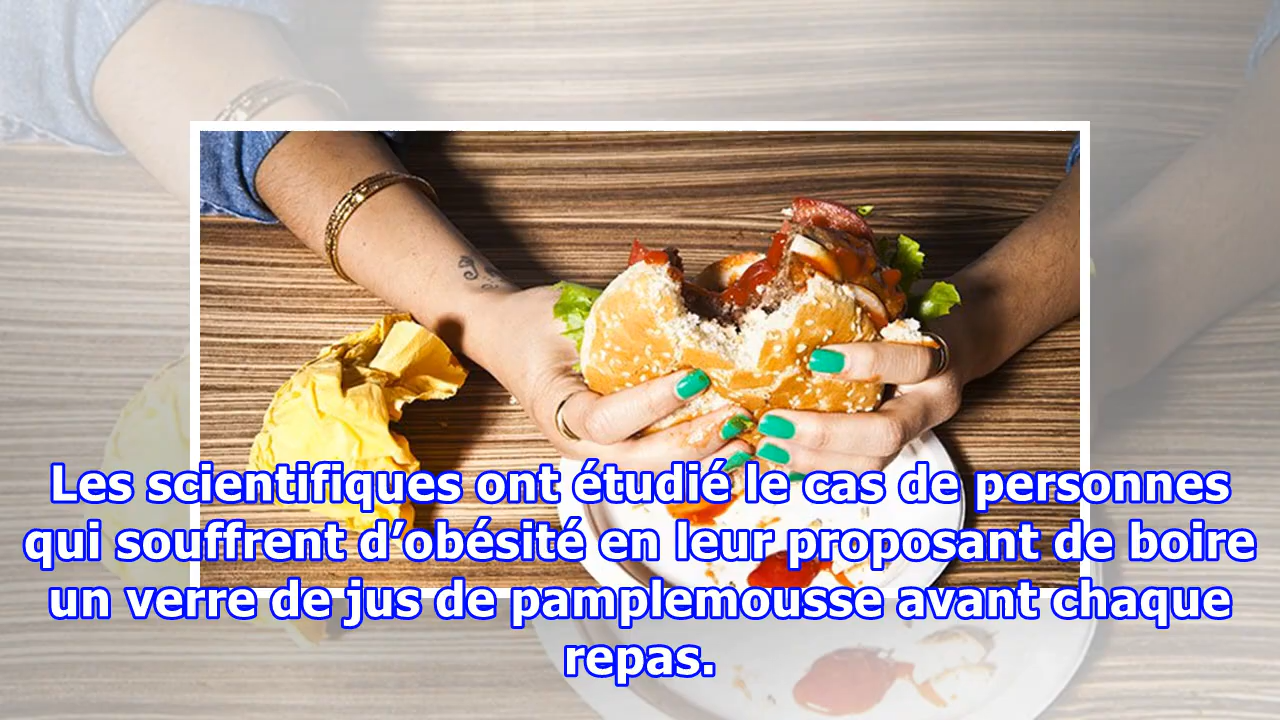 Les scientifiques ont étudié le cas de personnes
qui souffrent d’obésité en leur proposant de boire
un verre de jus de pamplemousse avant chaque
repas.